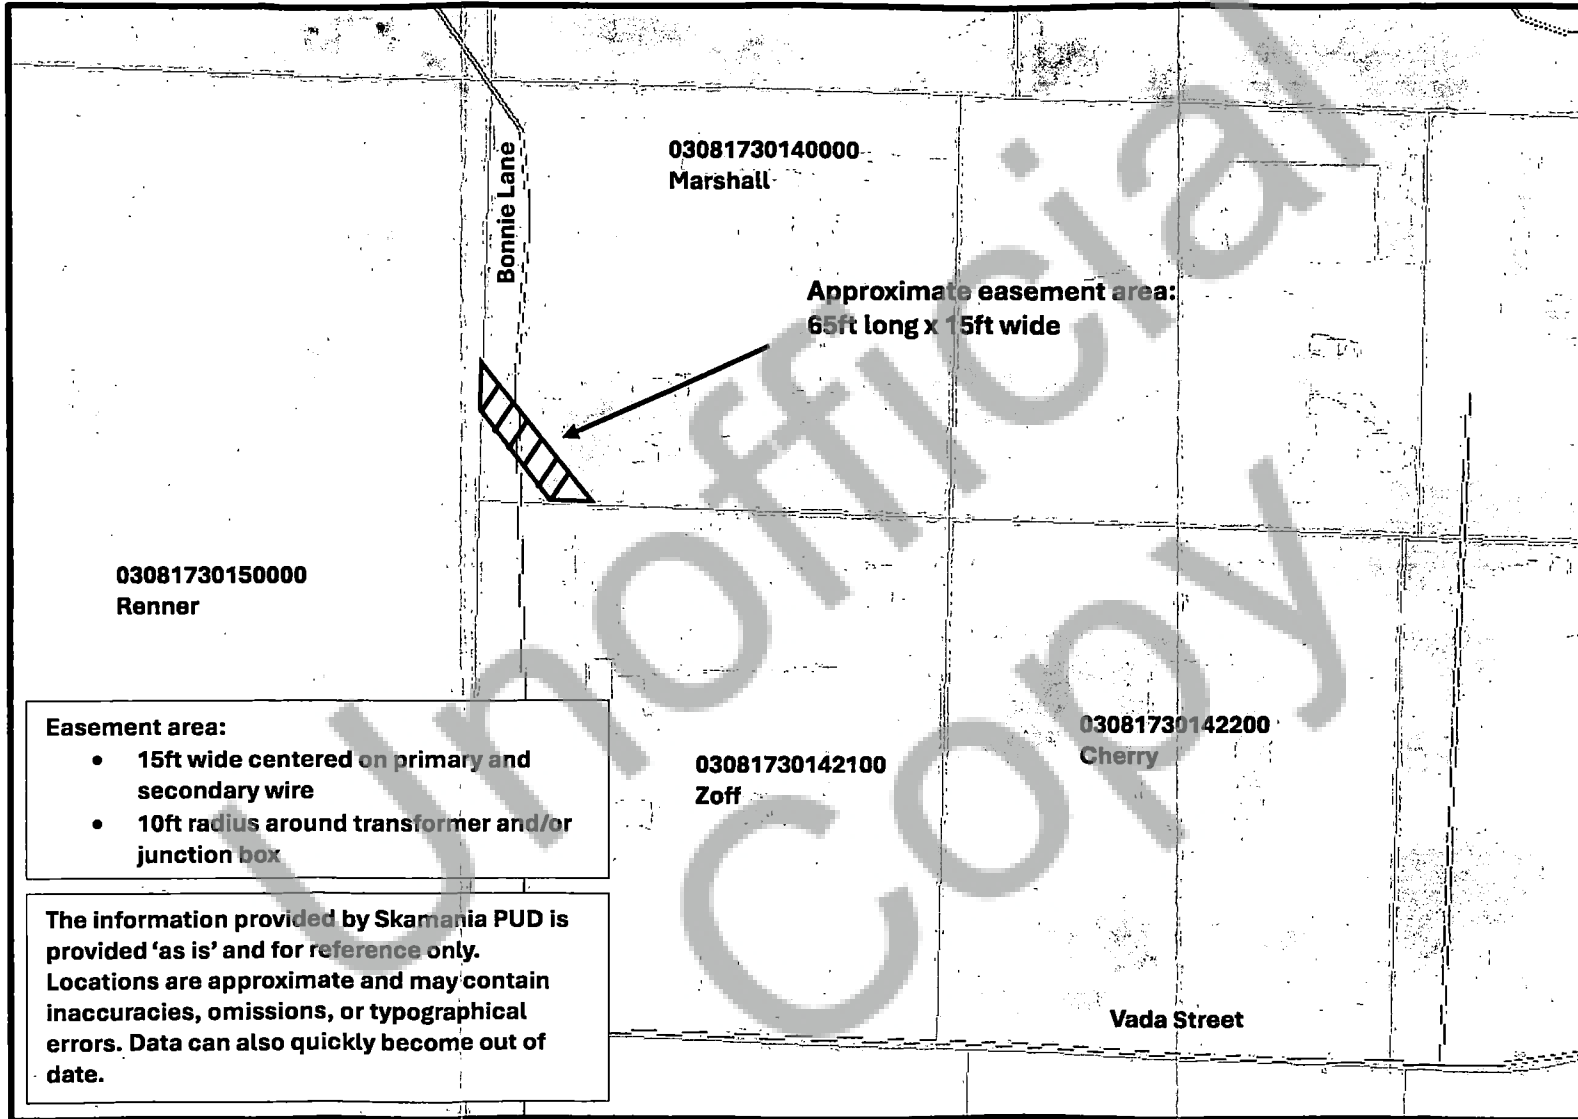 03081730140000
Marshall
Bonnie Lane
Approximate easement area:
65ft long x 15ft wide
03081730150000
Renner
Easement area:
• 15ft wide centered on primary and
secondary wire
• 10ft radius around transformer and/or
junction box
03081730142100
Zoff
03081730142200
Cherry
The information provided by Skamania PUD is
provided 'as is' and for reference only.
Locations are approximate and may contain
inaccuracies, omissions, or typographical
errors. Data can also quickly become out of
date.
Vada Street
Unofficial
Copy